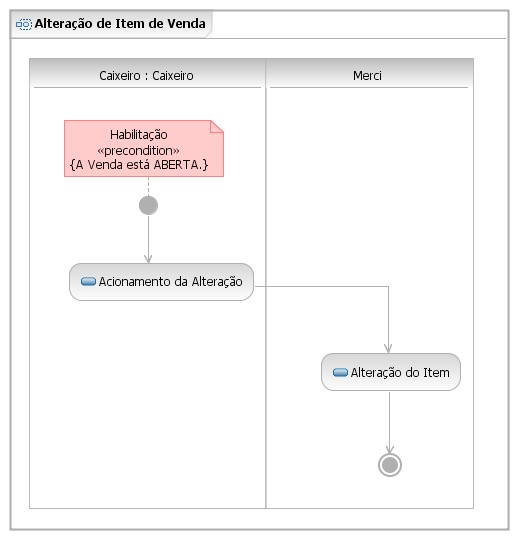 Alteração de Item de Venda
Caixeiro : Caixeiro
Merci
Habilitação
«precondition»
{A Venda está ABERTA.}
Acionamento da Alteração
Alteração do Item